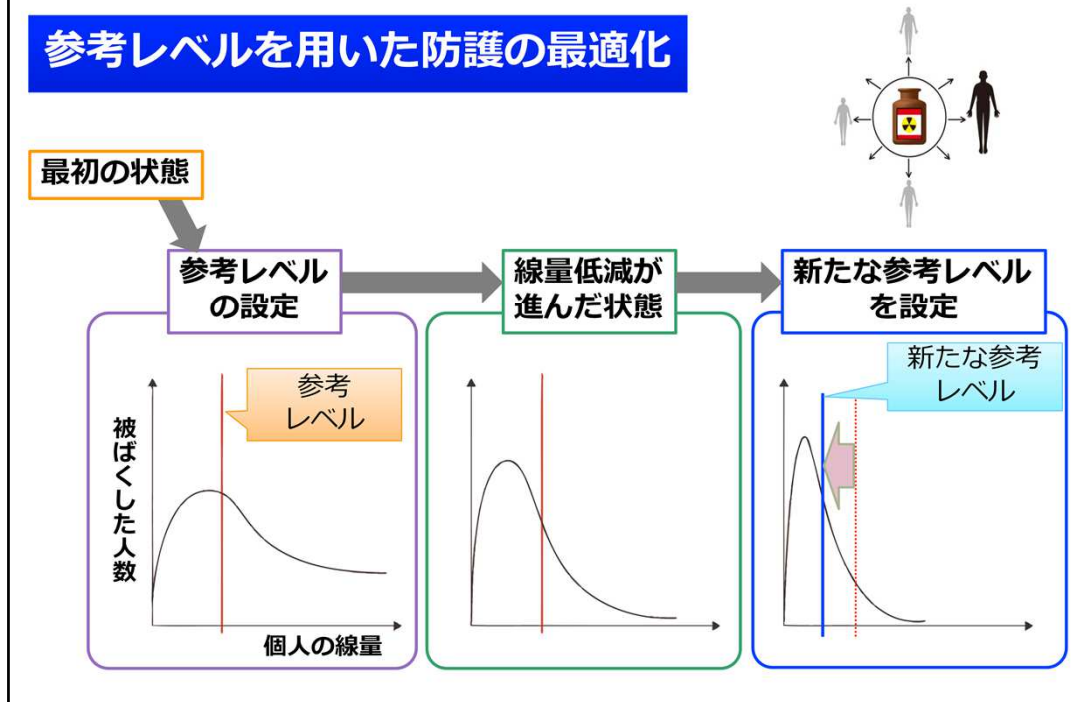 参考レベルを用いた防護の最適化
最初の状態
参考レベル
の設定
線量低減が
進んだ状態
新たな参考レベル
を設定
参考
レベル
被ばくした人数
個人の線量
新たな参考
レベル